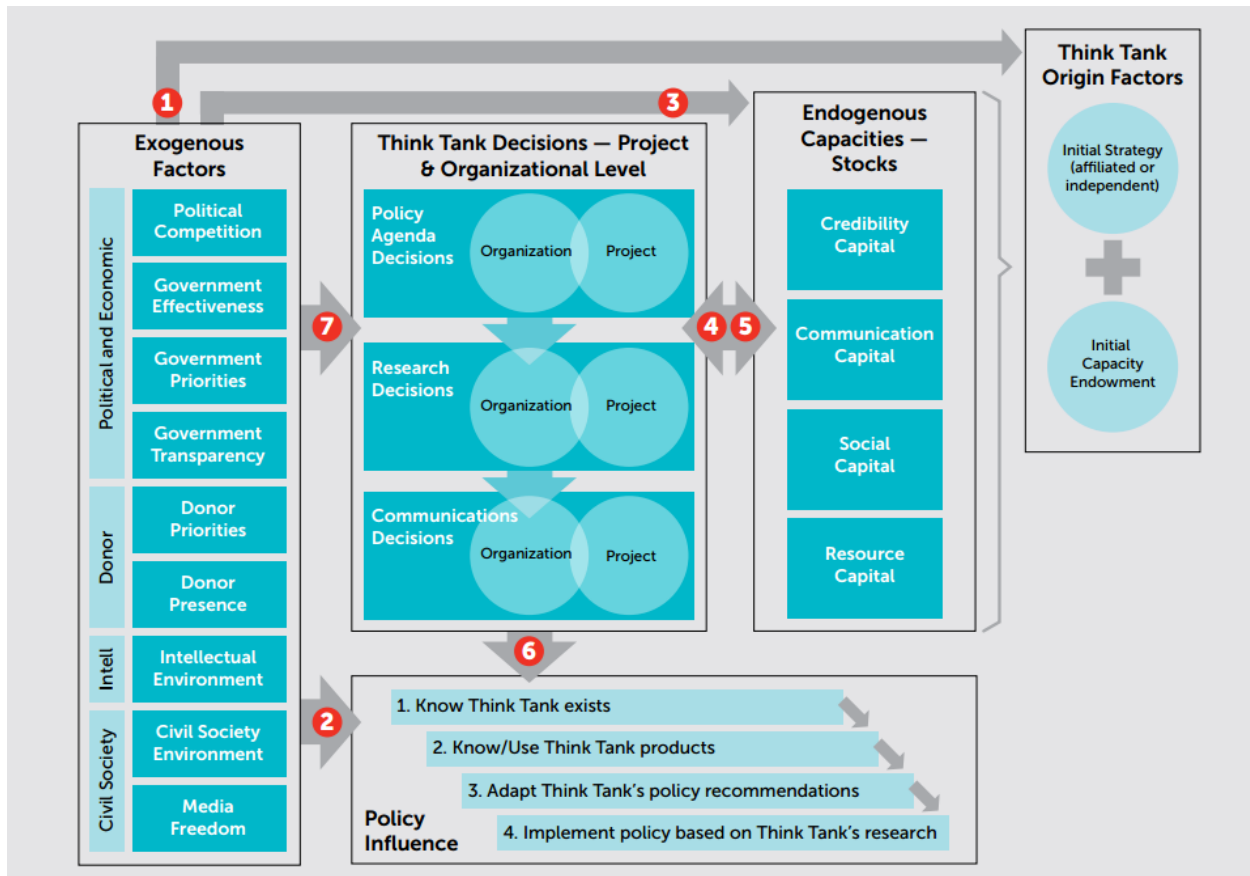 Think Tank
Origin Factors
Initial Strategy
(affiliated or
independent)
Initial
Capacity
Endowment
1
3
Exogenous
Factors
Political and Economic
Political
Competition
Government
Effectiveness
Government
Priorities
Government
Transparency
Donor
Donor
Priorities
Donor
Presence
Intell
Intellectual
Environment
Civil Society
Civil Society
Environment
Media
Freedom
7
2
Think Tank Decisions — Project
& Organizational Level
Policy
Agenda
Decisions
Organization
Project
Research
Decisions
Organization
Project
Communications
Decisions
Organization
Project
4
5
Endogenous
Capacities —
Stocks
Credibility
Capital
Communication
Capital
Social
Capital
Resource
Capital
6
1. Know Think Tank exists
2. Know/Use Think Tank products
3. Adapt Think Tank’s policy recommendations
4. Implement policy based on Think Tank’s research
Policy
Influence